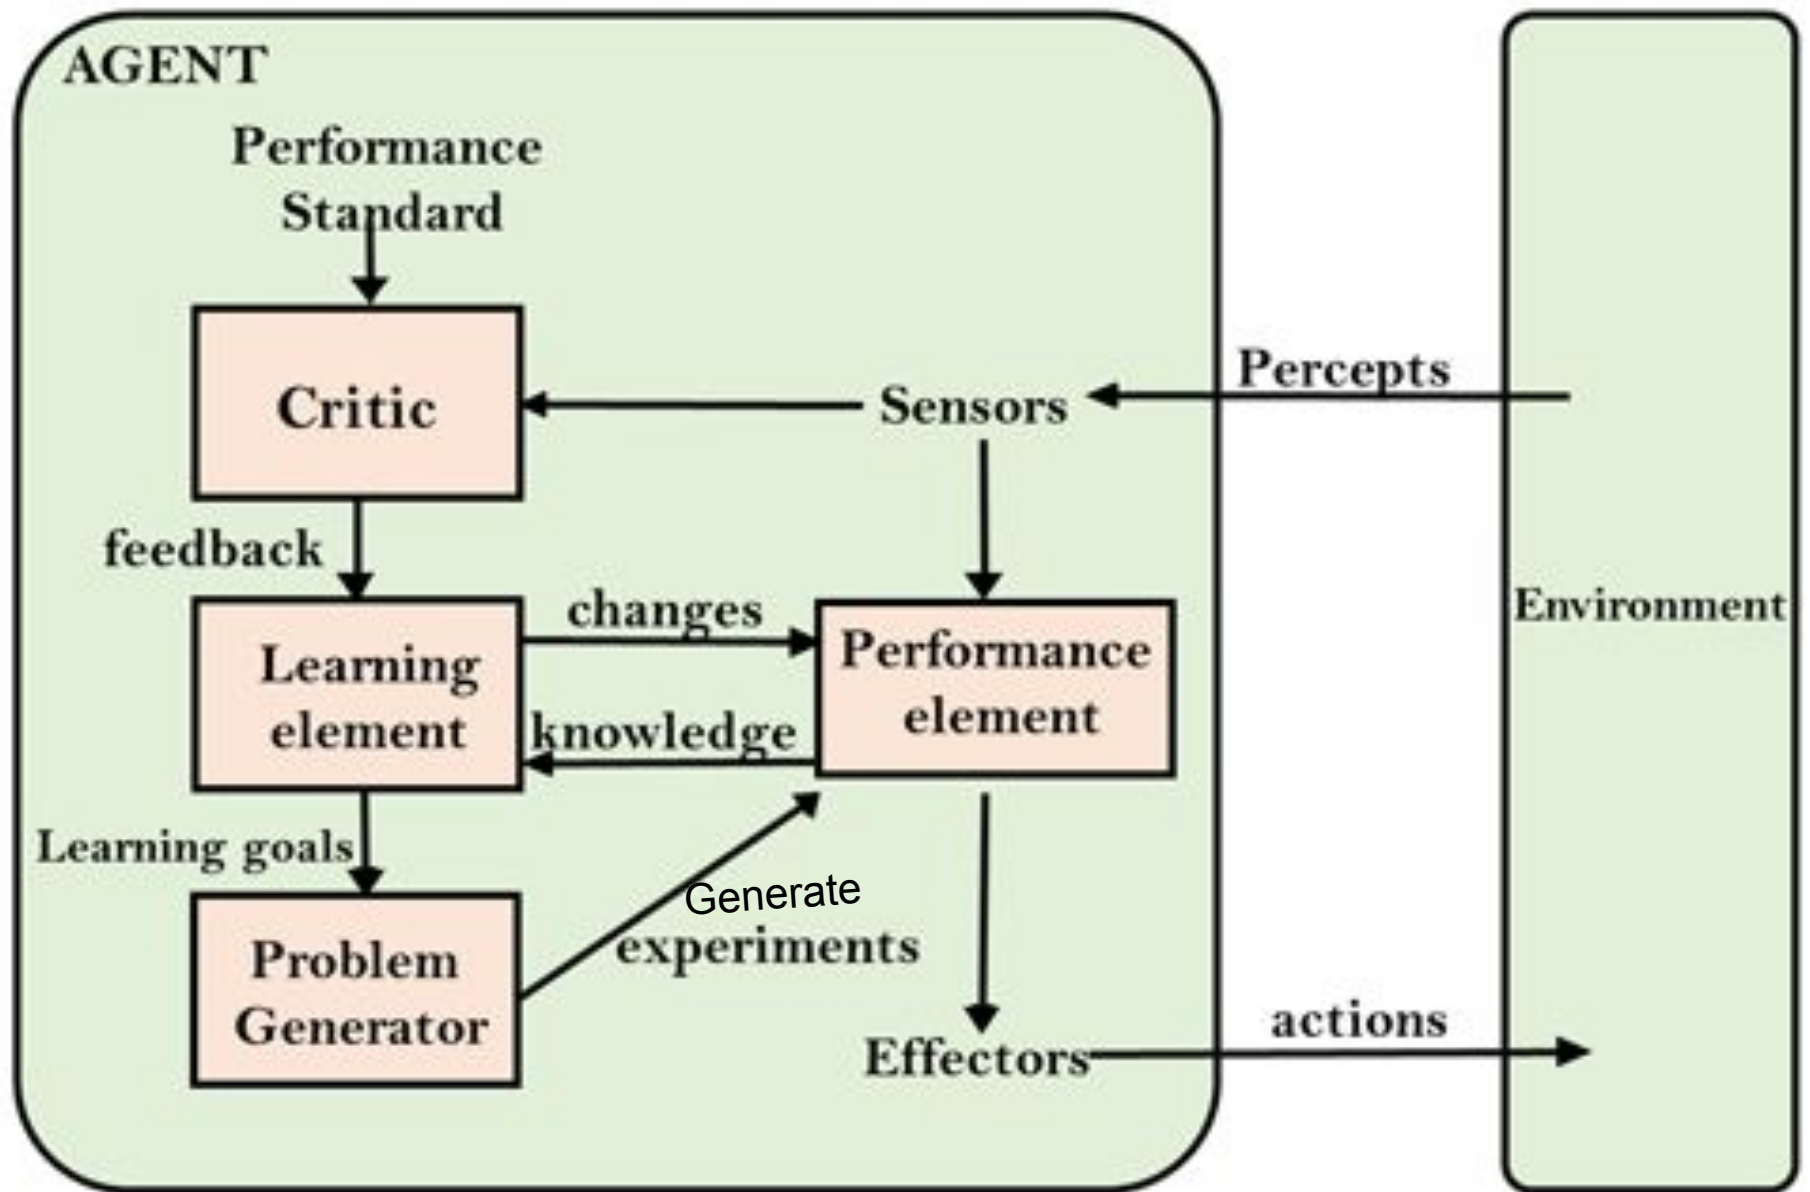 AGENT
Performance
Standard
Critic
Sensors
Percepts
feedback
changes
Learning
element
knowledge
Performance
element
Environment
Learning goals
Generate
experiments
Problem
Generator
Effectors
actions